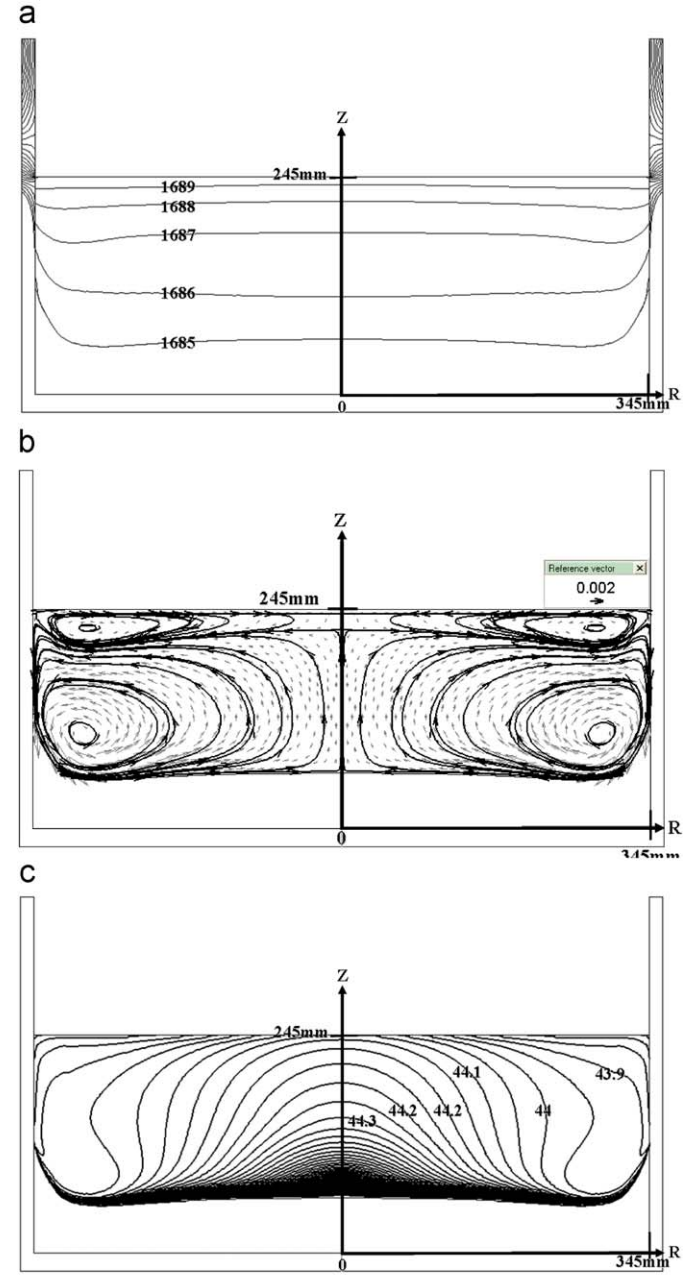 a
Z
245mm
1689
1688
1687
1686
1685
0
345mm
R
b
Z
Reference vector
0.002
245mm
0
R
345mm
c
Z
245mm
44.1
43.9
44.3
44.2
44.2
44
0
345mm
R